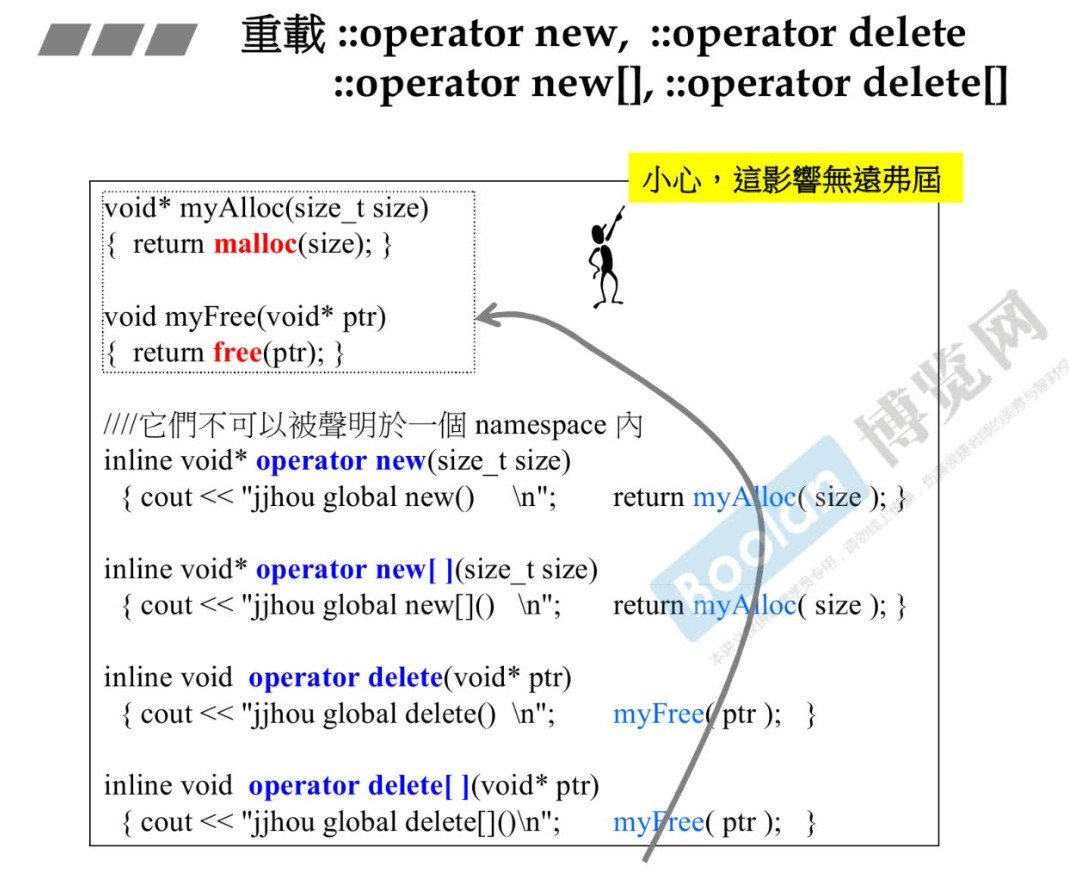 重載 ::operator new, ::operator delete
::operator new[], ::operator delete[]
小心，這影響無遠弗屆
void* myAlloc(size_t size)
{ return malloc(size); }
void myFree(void* ptr)
{ return free(ptr); }
////它們不可以被聲明於一個 namespace 內
inline void* operator new(size_t size)
{ cout << "jjhou global new() \n"; return myAlloc( size ); }
inline void* operator new[ ](size_t size)
{ cout << "jjhou global new[]() \n"; return myAlloc( size ); }
inline void operator delete(void* ptr)
{ cout << "jjhou global delete() \n"; myFree( ptr ); }
inline void operator delete[ ](void* ptr)
{ cout << "jjhou global delete[]()\n"; myFree( ptr ); }
Boolan 博览网